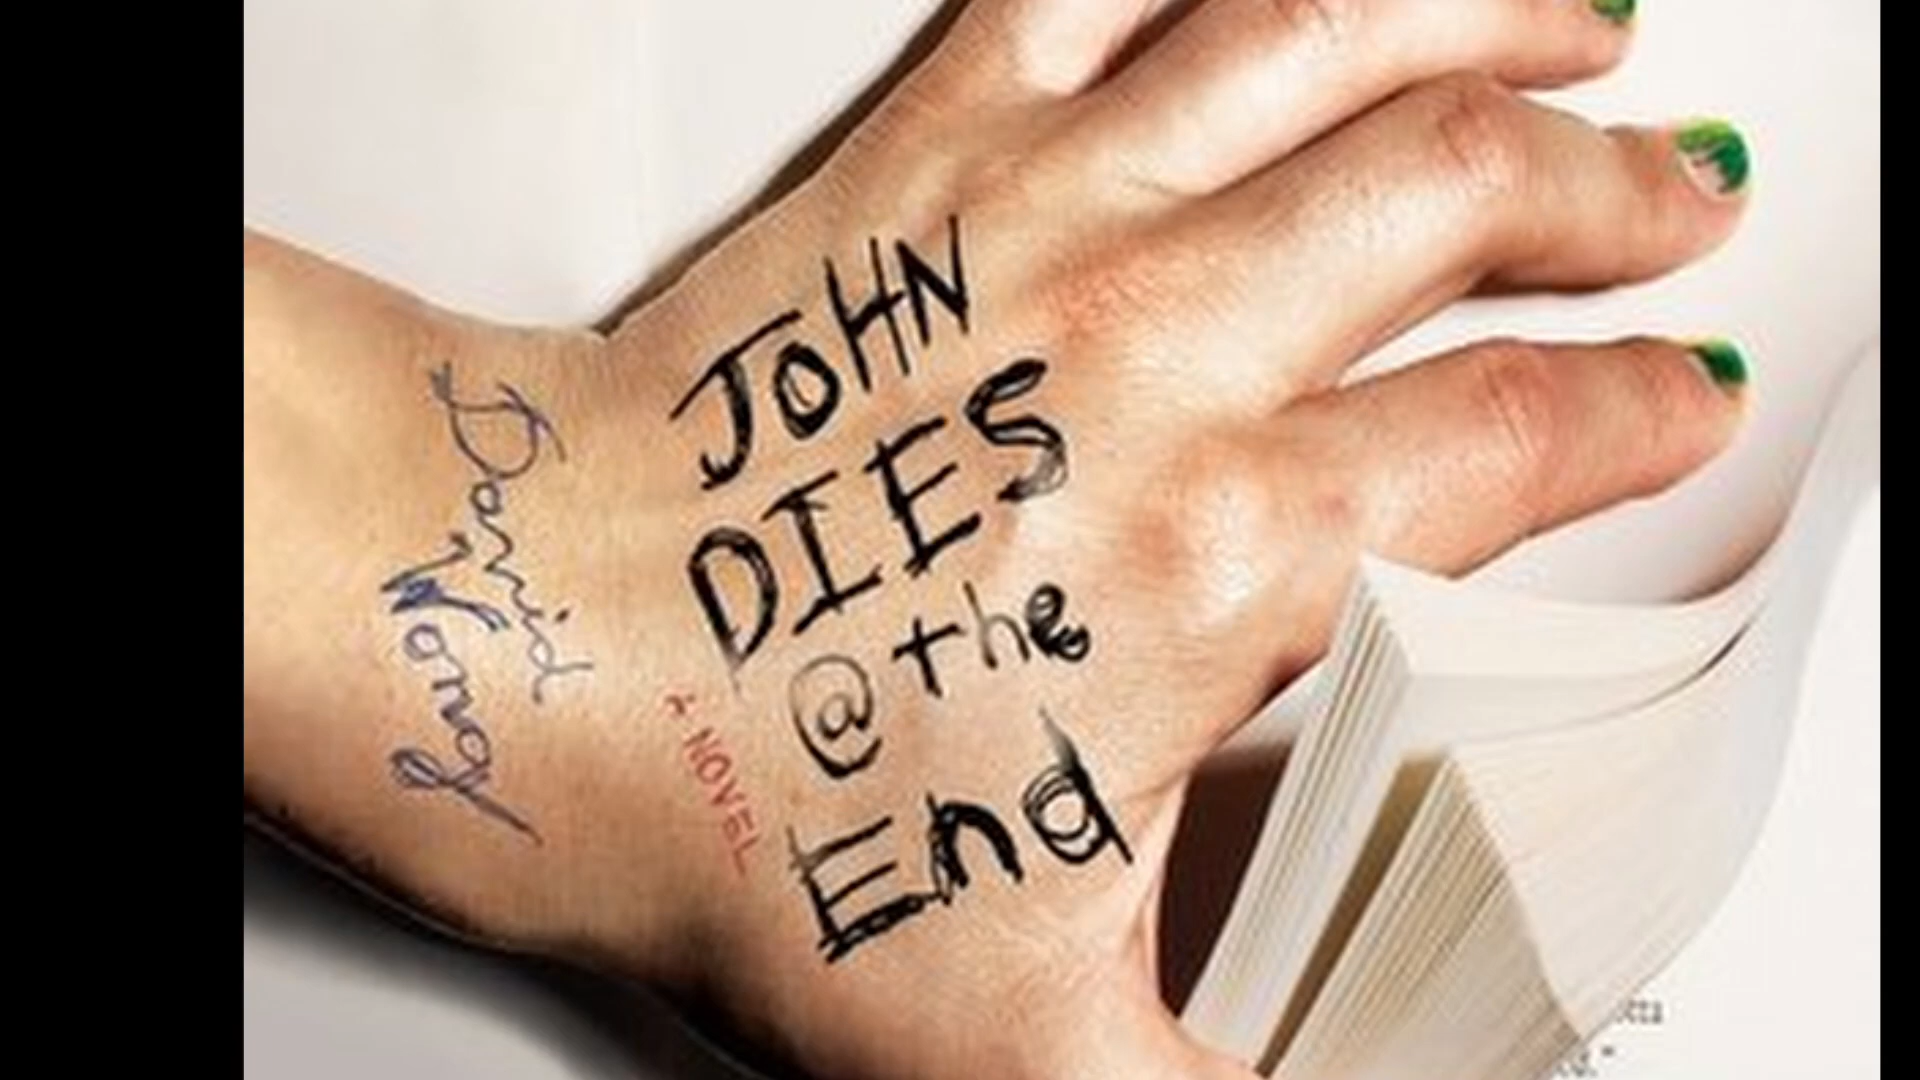 JOHN
DIES
@ the
End
A NOVEL
David
Wong